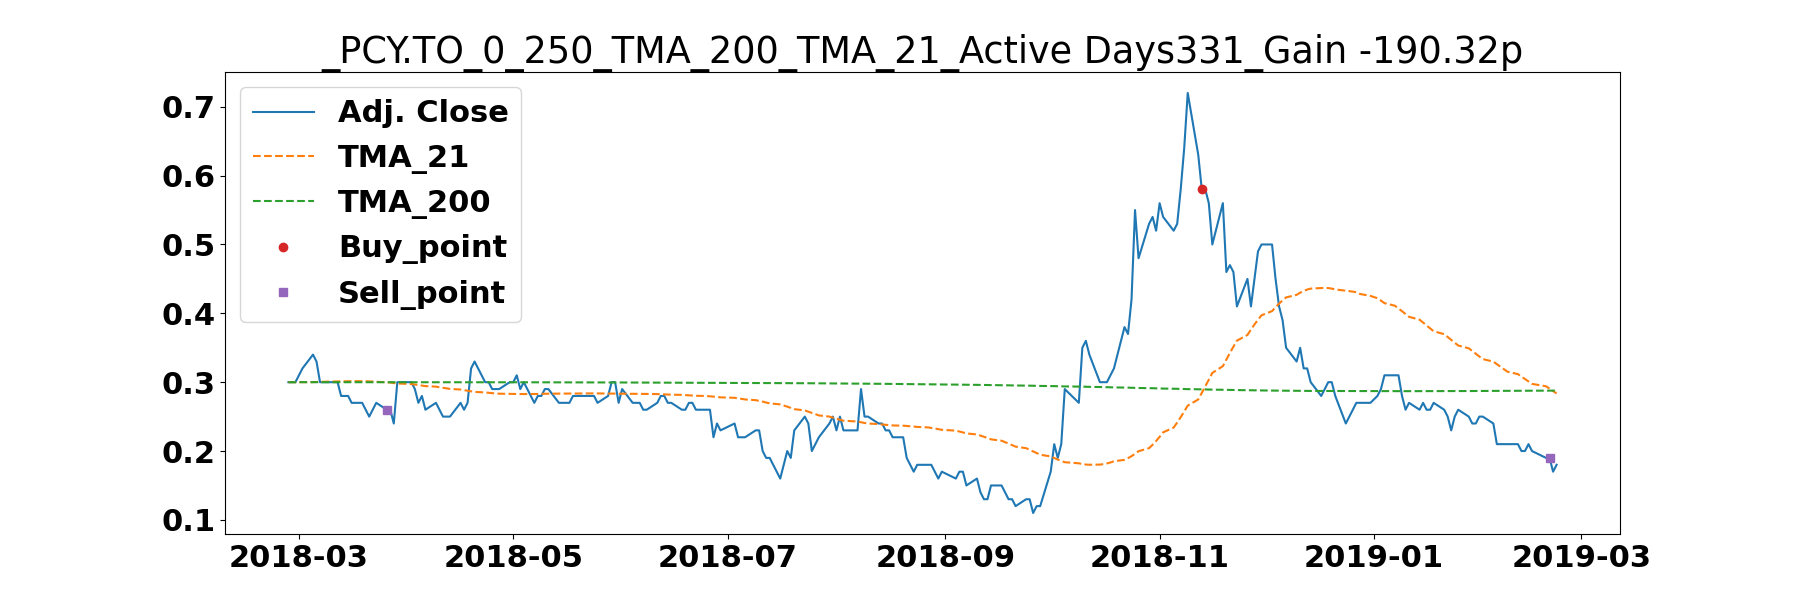 _PCY.TO_0_250_TMA_200_TMA_21_Active Days331_Gain -190.32p
0.7
0.6
0.5
0.4
0.3
0.2
0.1
Adj. Close
TMA_21
TMA_200
Buy_point
Sell_point
2018-03 2018-05 2018-07 2018-09 2018-11 2019-01 2019-03